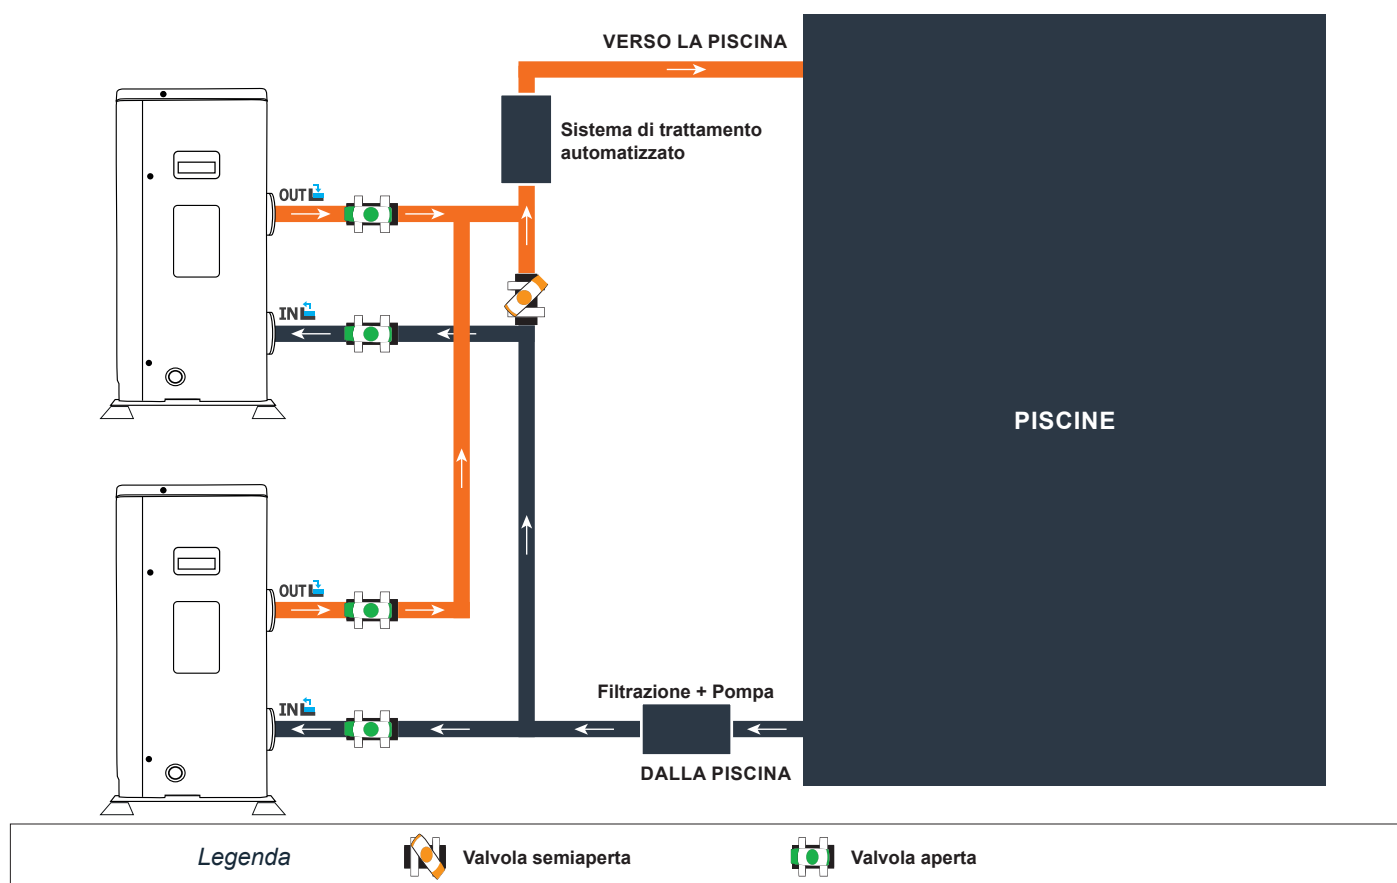 VERSO LA PISCINA
Sistema di trattamento
automatizzato
OUT
IN
PISCINE
OUT
IN
Filtrazione + Pompa
DALLA PISCINA
Legenda
Valvola semiaperta
Valvola aperta